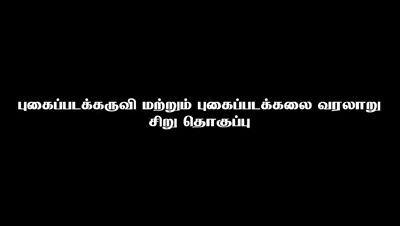 புகைப்படக்கருவி மற்றும் புகைப்படக்கலை வரலாறு
சிறு தொகுப்பு